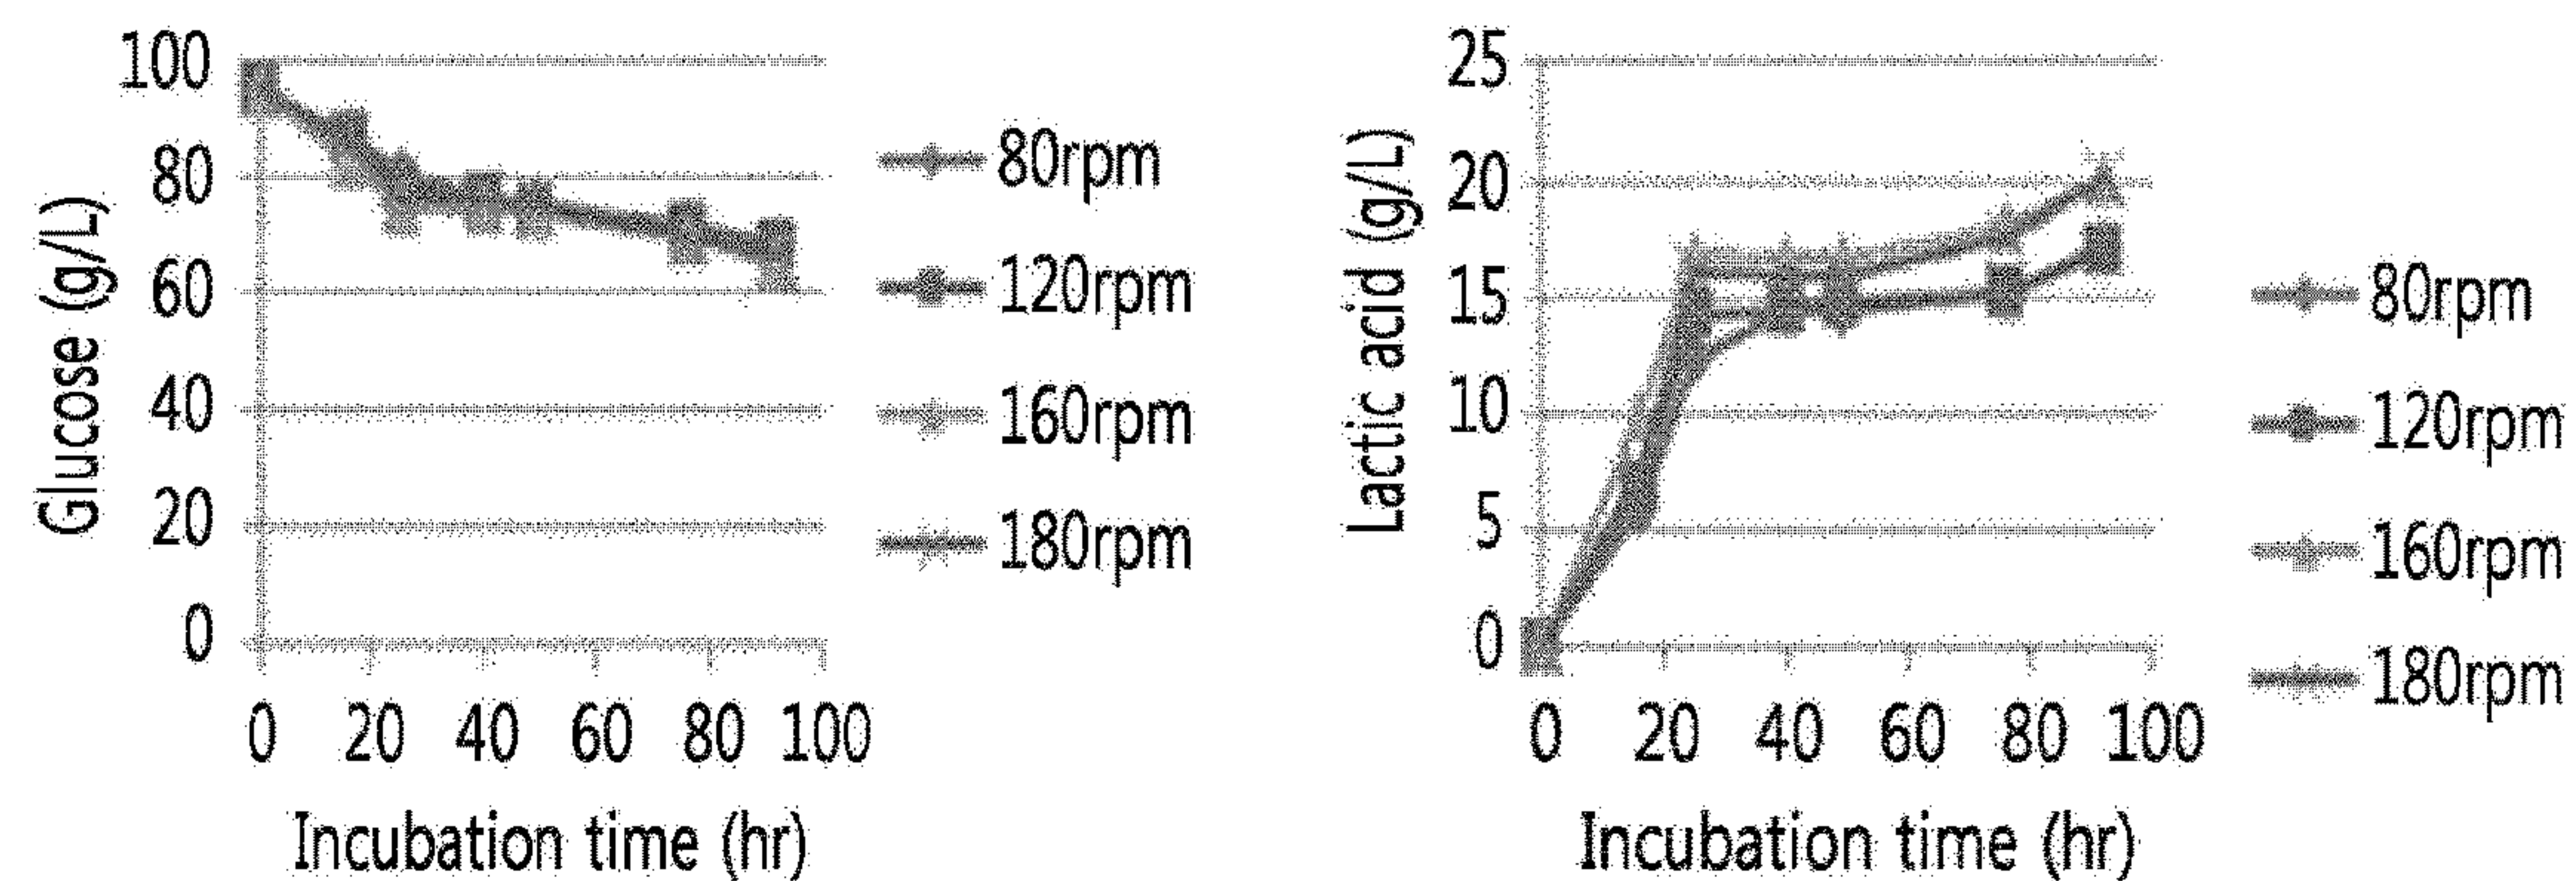 Glucose (g/L)
100
80
60
40
20
0
0 20 40 60 80 100
Incubation time (hr)
80rpm
120rpm
160rpm
180rpm
Lactic acid (g/L)
25
20
15
10
5
0
0 20 40 60 80 100
Incubation time (hr)
80rpm
120rpm
160rpm
180rpm